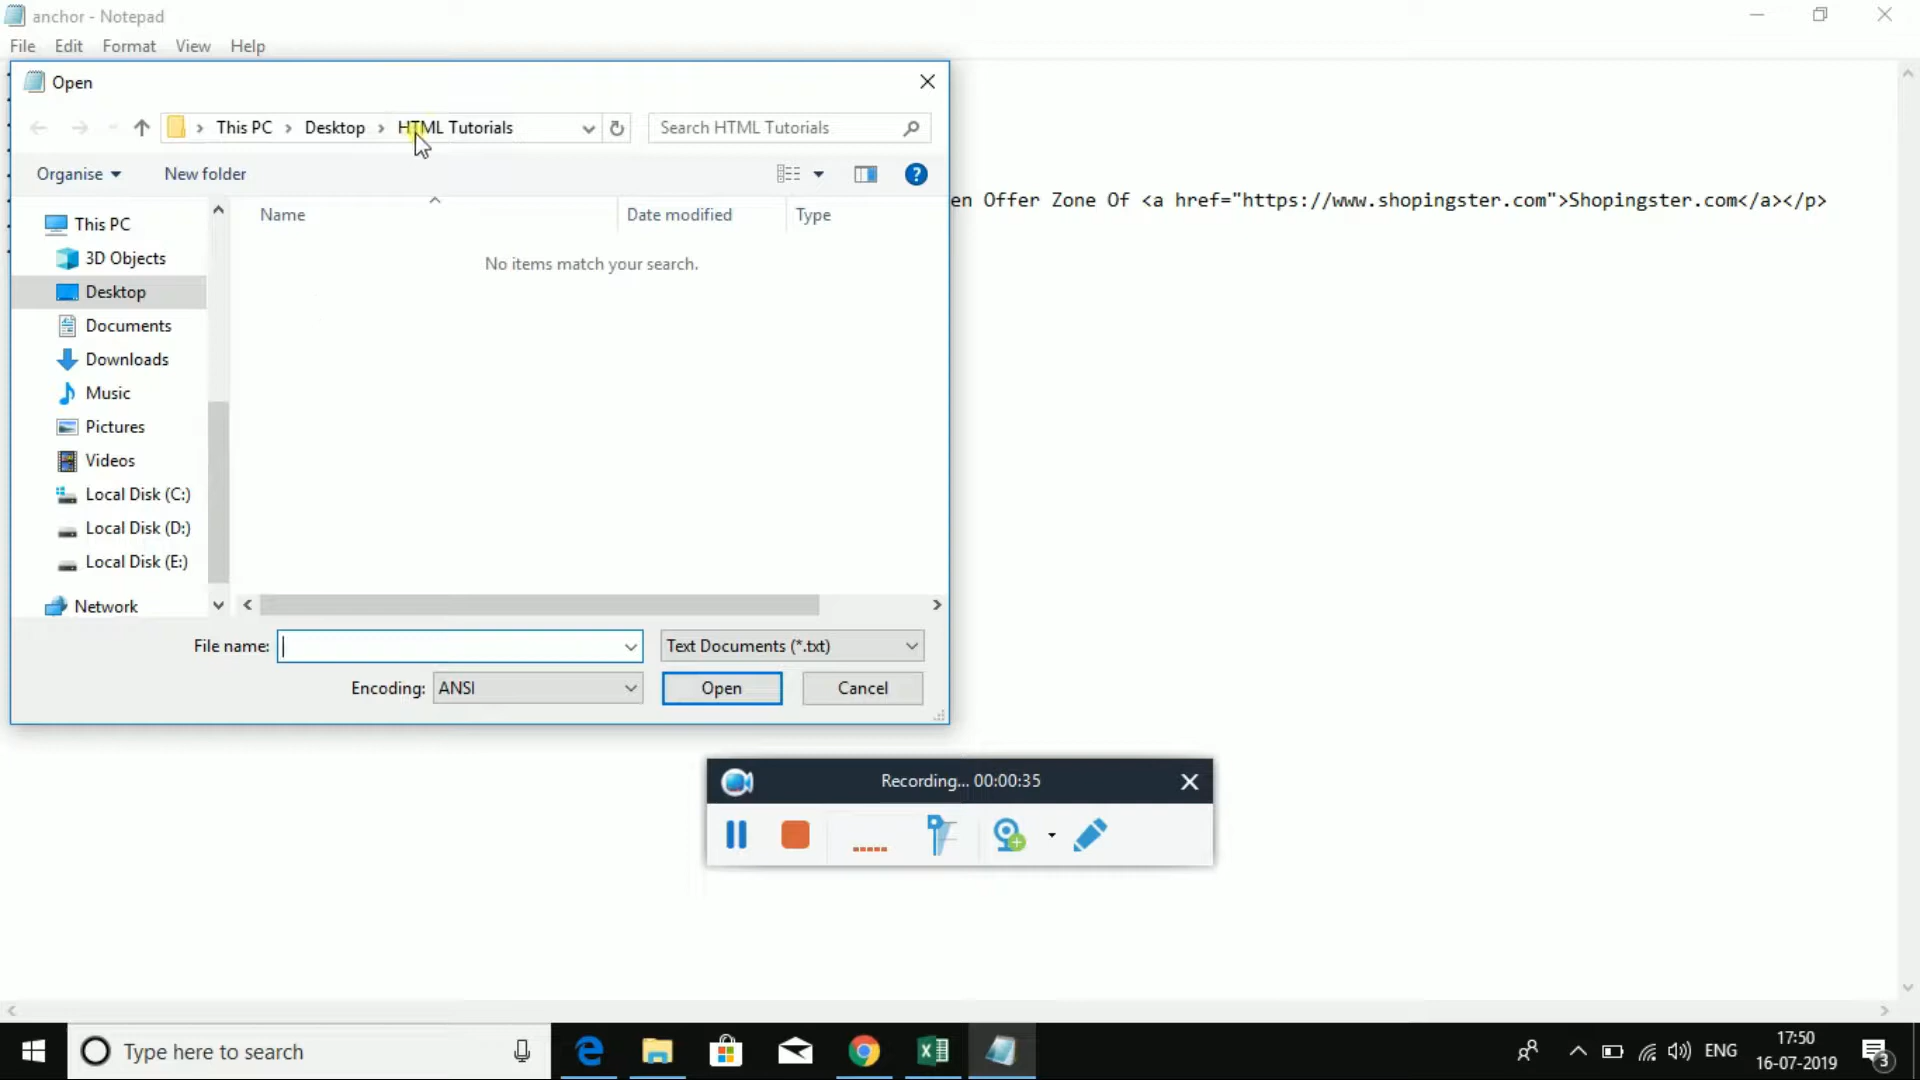 anchor - Notepad
File Edit Format View Help
Open
This PC Desktop HTML Tutorials
Search HTML Tutorials
Organise New folder
?
Name Date modified Type
en Offer Zone Of <a href="https://www.shopingster.com">Shopingster.com</a></p>
No items match your search.
This PC
3D Objects
Desktop
Documents
Downloads
Music
Pictures
Videos
Local Disk (C:)
Local Disk (D:)
Local Disk (E:)
Network
File name:
Text Documents (*.txt)
Encoding: ANSI
Open Cancel
Recording... 00:00:35
Type here to search
ENG
17:50
16-07-2019
3